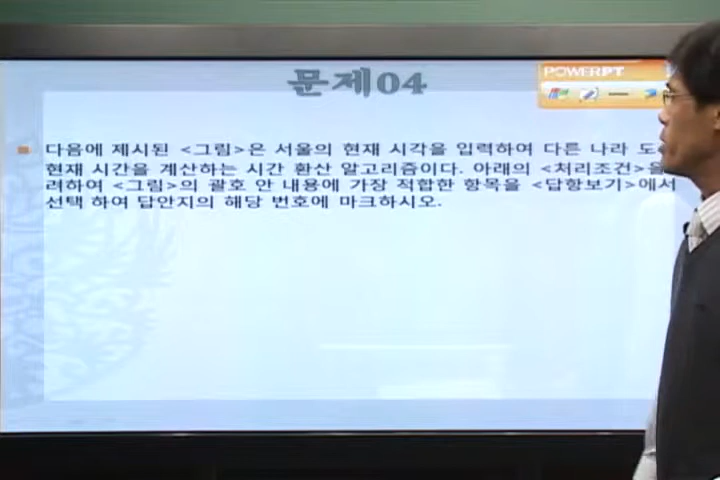 문제04
POWERPT
다음에 제시된 <그림>은 서울의 현재 시각을 입력하여 다른 나라
현재 시간을 계산하는 시간 환산 알고리즘이다. 아래의 <처리조건>을
려하여 <그림>의 괄호 안 내용에 가장 적합한 항목을 <답항보기>에서
선택 하여 답안지의 해당 번호에 마크하시오.